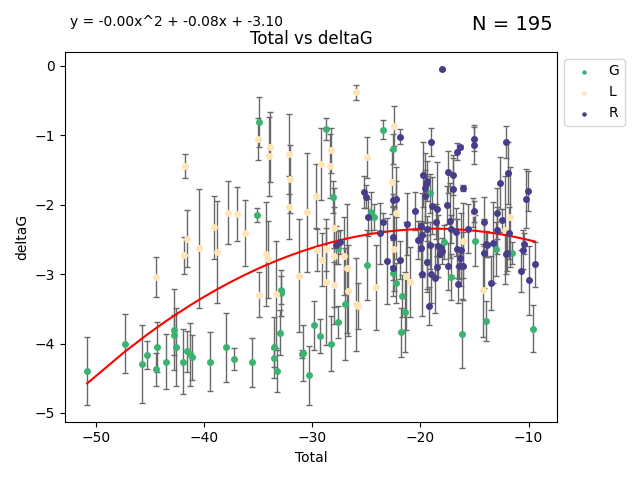 y = -0.00x^2 + -0.08x + -3.10
N = 195
Total vs deltaG
G
L
R
deltaG
0
−1
−2
−3
−4
−5
−50 −40 −30 −20 −10
Total